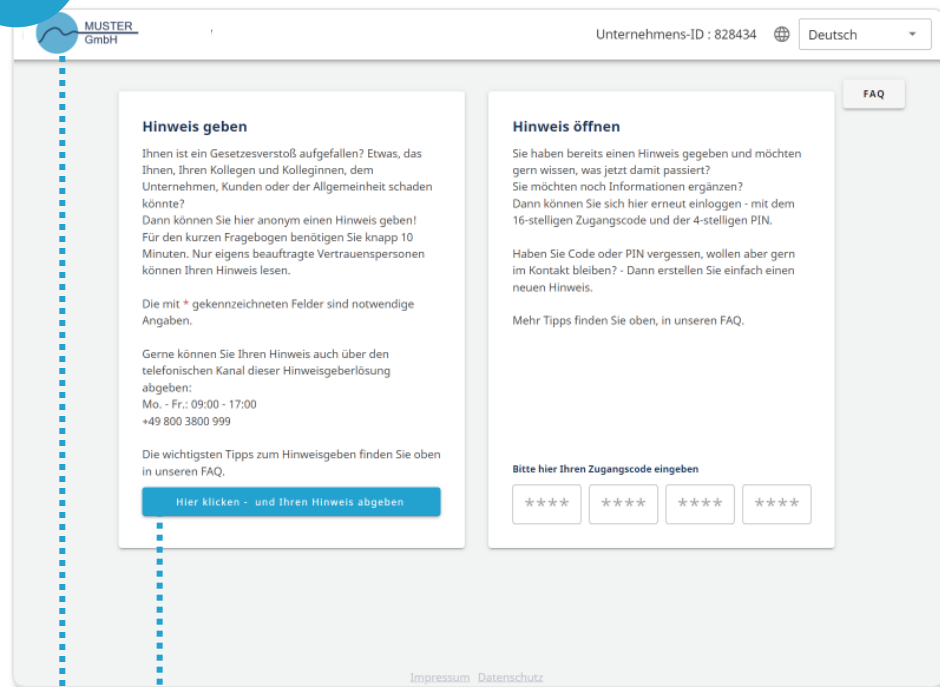 MUSTER
GmbH
Unternehmens-ID : 828434
Deutsch
FAQ
Hinweis geben
Ihnen ist ein Gesetzesverstoß aufgefallen? Etwas, das
Ihnen, Ihren Kollegen und Kolleginnen, dem
Unternehmen, Kunden oder der Allgemeinheit schaden
könnte?
Dann können Sie hier anonym einen Hinweis geben!
Für den kurzen Fragebogen benötigen Sie knapp 10
Minuten. Nur eigens beauftragte Vertrauenspersonen
können Ihren Hinweis lesen.
Die mit * gekennzeichneten Felder sind notwendige
Angaben.
Gerne können Sie Ihren Hinweis auch über den
telefonischen Kanal dieser Hinweisgeberlösung
abgeben:
Mo. - Fr.: 09:00 - 17:00
+49 800 3800 999
Die wichtigsten Tipps zum Hinweisgeben finden Sie oben
in unseren FAQ.
Hier klicken - und Ihren Hinweis abgeben
Hinweis öffnen
Sie haben bereits einen Hinweis gegeben und möchten
gern wissen, was jetzt damit passiert?
Sie möchten noch Informationen ergänzen?
Dann können Sie sich hier erneut einloggen - mit dem
16-stelligen Zugangscode und der 4-stelligen PIN.
Haben Sie Code oder PIN vergessen, wollen aber gern
im Kontakt bleiben? - Dann erstellen Sie einfach einen
neuen Hinweis.
Mehr Tipps finden Sie oben, in unseren FAQ.
Bitte hier Ihren Zugangscode eingeben
**** **** **** ****
Impressum Datenschutz